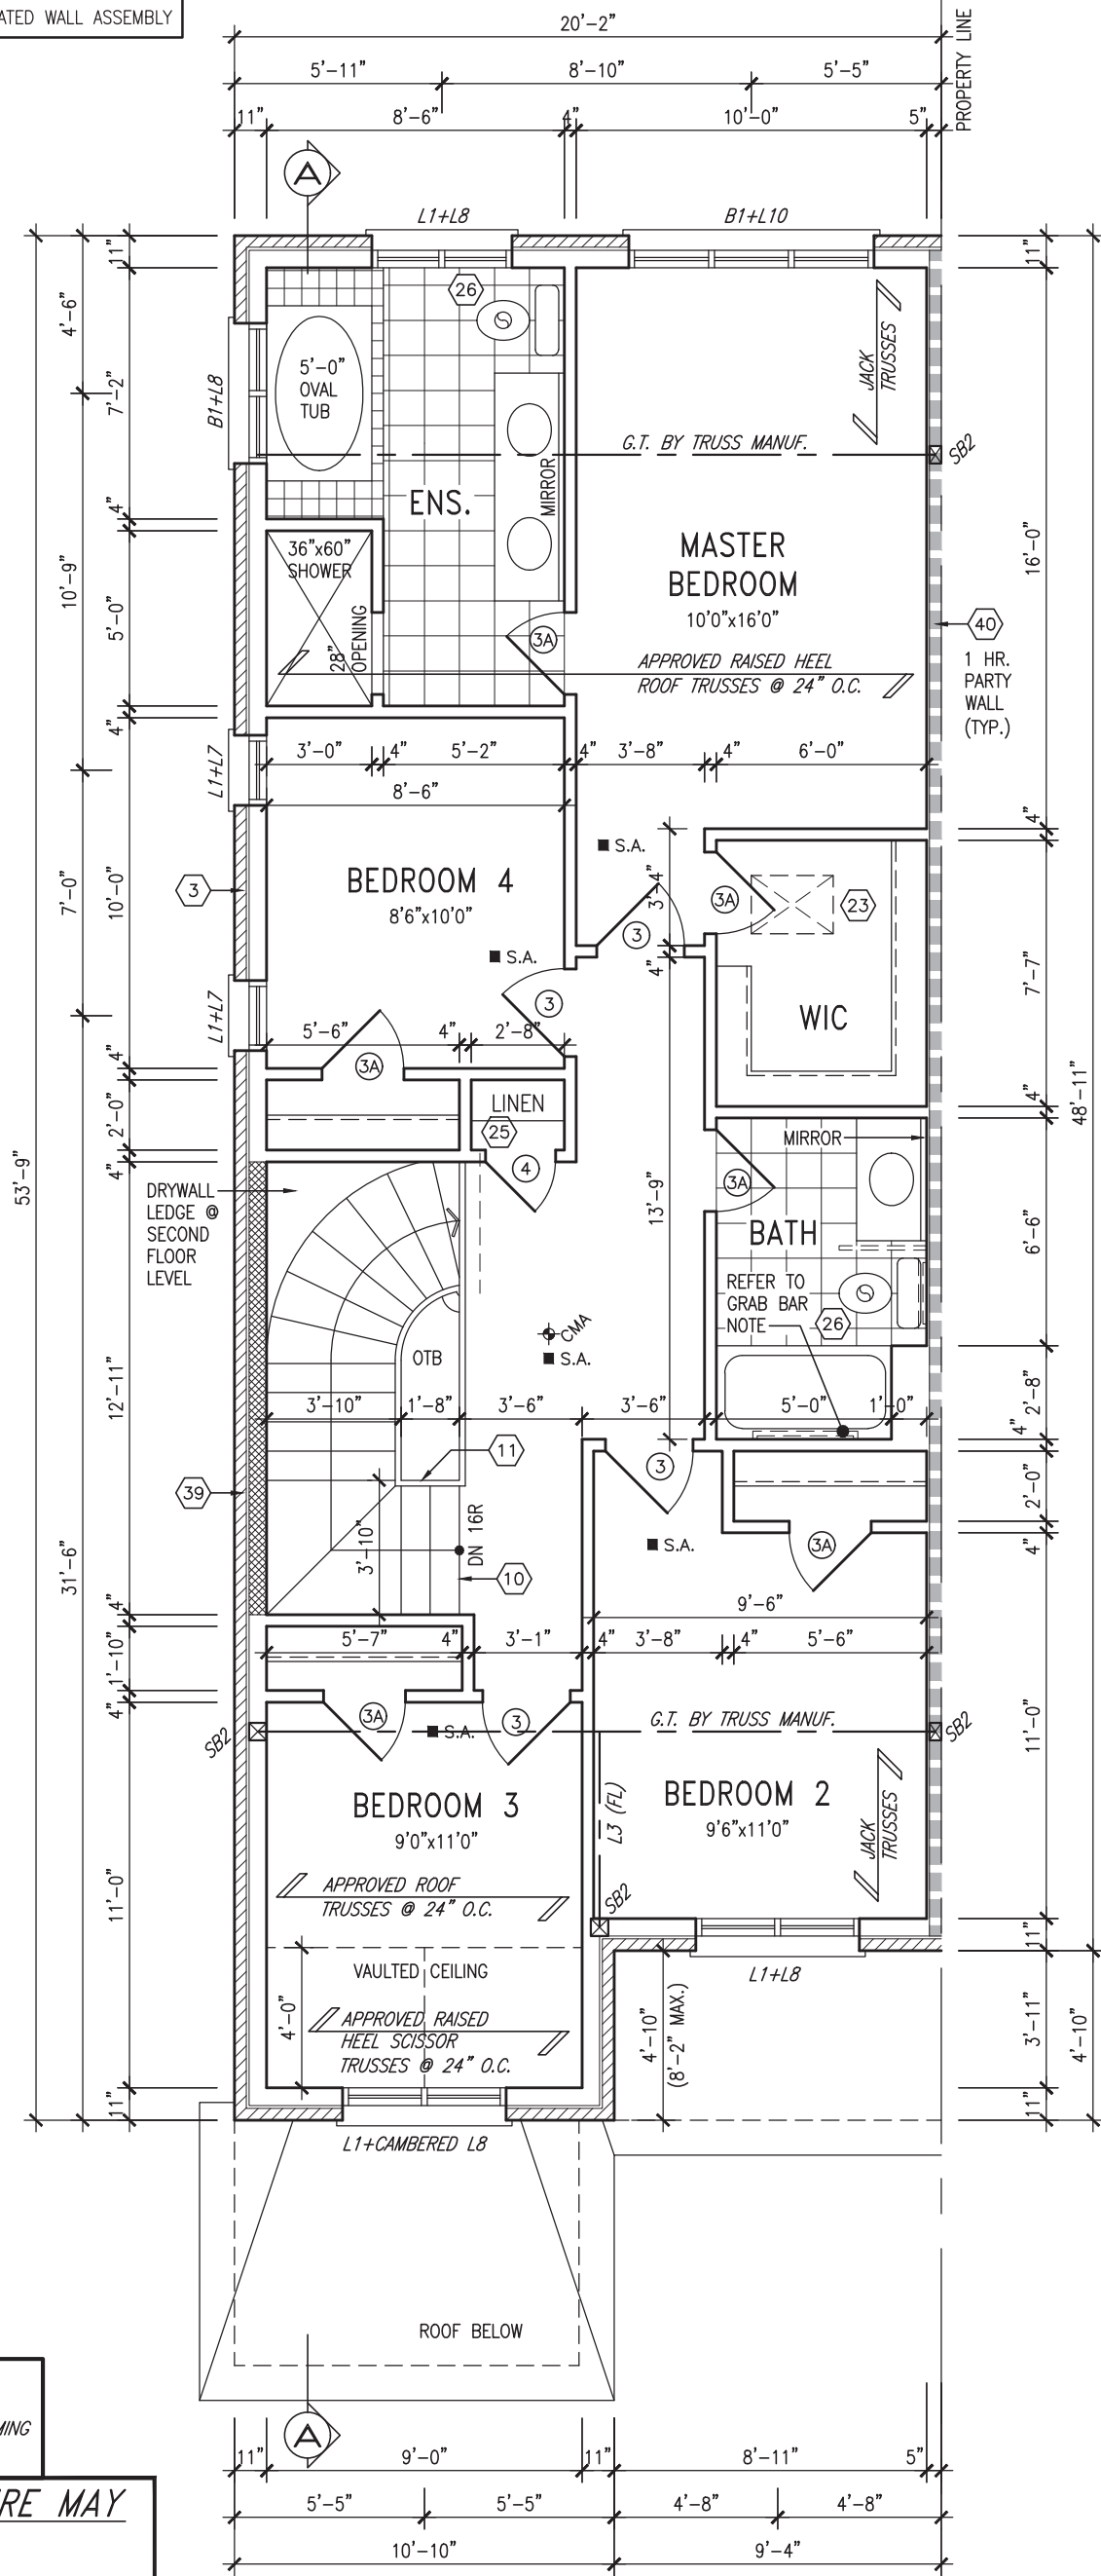 ATED WALL ASSEMBLY
20'-2"
PROPERTY LINE
5'-11" 8'-10" 5'-5"
11" 8'-6" 4" 10'-0" 5"
A
L1+L8 B1+L10
11"
4'-6"
7'-2"
B1+L8
4"
10'-9"
5'-0"
4"
L1+L7
7'-0"
10'-0"
3
L1+L7
4"
2'-0"
4"
53'-9"
12'-11"
39
31'-6"
4"
1'-10"
4"
SB2
11'-0"
11"
26
5'-0"
OVAL
TUB
ENS.
MIRROR
36"x60"
SHOWER
28"
OPENING
3A
JACK
TRUSSES
G.T. BY TRUSS MANUF.
SB2
MASTER
BEDROOM
10'0"x16'0"
APPROVED RAISED HEEL
ROOF TRUSSES @ 24" O.C.
11"
16'-0"
40
1 HR.
PARTY
WALL
(TYP.)
4"
7'-7"
4"
48'-11"
6'-6"
2'-8"
4"
2'-0"
4"
11'-0"
11"
3'-11"
4'-10"
11"
3'-0" 4" 5'-2" 4" 3'-8" 4" 6'-0"
8'-6"
S.A.
BEDROOM 4
8'6"x10'0"
3'-4"
3A
23
3
S.A.
4"
3
WIC
5'-6" 4" 2'-8"
3A
LINEN
25
4
MIRROR
3A
DRYWALL
LEDGE @
SECOND
FLOOR
LEVEL
13'-9"
BATH
REFER TO
GRAB BAR
NOTE
26
CMA
S.A.
OTB
3'-10" 1'-8" 3'-6" 3'-6" 5'-0" 1'-0"
11
3
3'-10"
DN 16R
S.A.
3A
10
9'-6"
5'-7" 4" 3'-1" 4" 3'-8" 4" 5'-6"
3A
S.A.
3
G.T. BY TRUSS MANUF.
SB2
BEDROOM 3
9'0"x11'0"
L3 (FL)
BEDROOM 2
9'6"x11'0"
JACK
TRUSSES
APPROVED ROOF
TRUSSES @ 24" O.C.
SB2
VAULTED CEILING
4'-0"
APPROVED RAISED
HEEL SCISSOR
TRUSSES @ 24" O.C.
L1+L8
4'-10"
(8'-2" MAX.)
L1+CAMBERED L8
ROOF BELOW
A
MING
11" 9'-0" 11" 8'-11" 5"
RE MAY
5'-5" 5'-5" 4'-8" 4'-8"
10'-10" 9'-4"